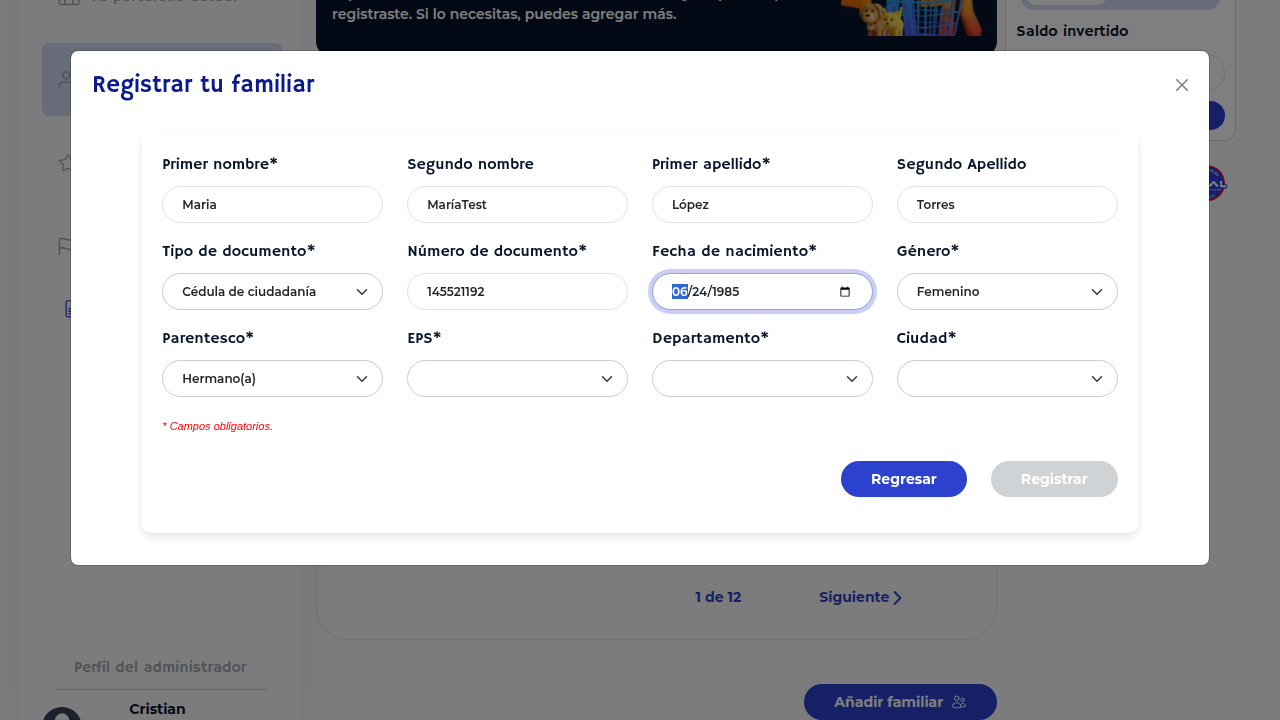 registraste. Si lo necesitas, puedes agregar más.
Saldo invertido
Registrar tu familiar
Primer nombre* Segundo nombre Primer apellido* Segundo Apellido
Maria MaríaTest López Torres
Tipo de documento* Número de documento* Fecha de nacimiento* Género*
Cédula de ciudadanía 145521192 06/24/1985 Femenino
Parentesco* EPS* Departamento* Ciudad*
Hermano(a)
* Campos obligatorios.
Regresar Registrar
1 de 12 Siguiente
Perfil del administrador
Añadir familiar
Cristian